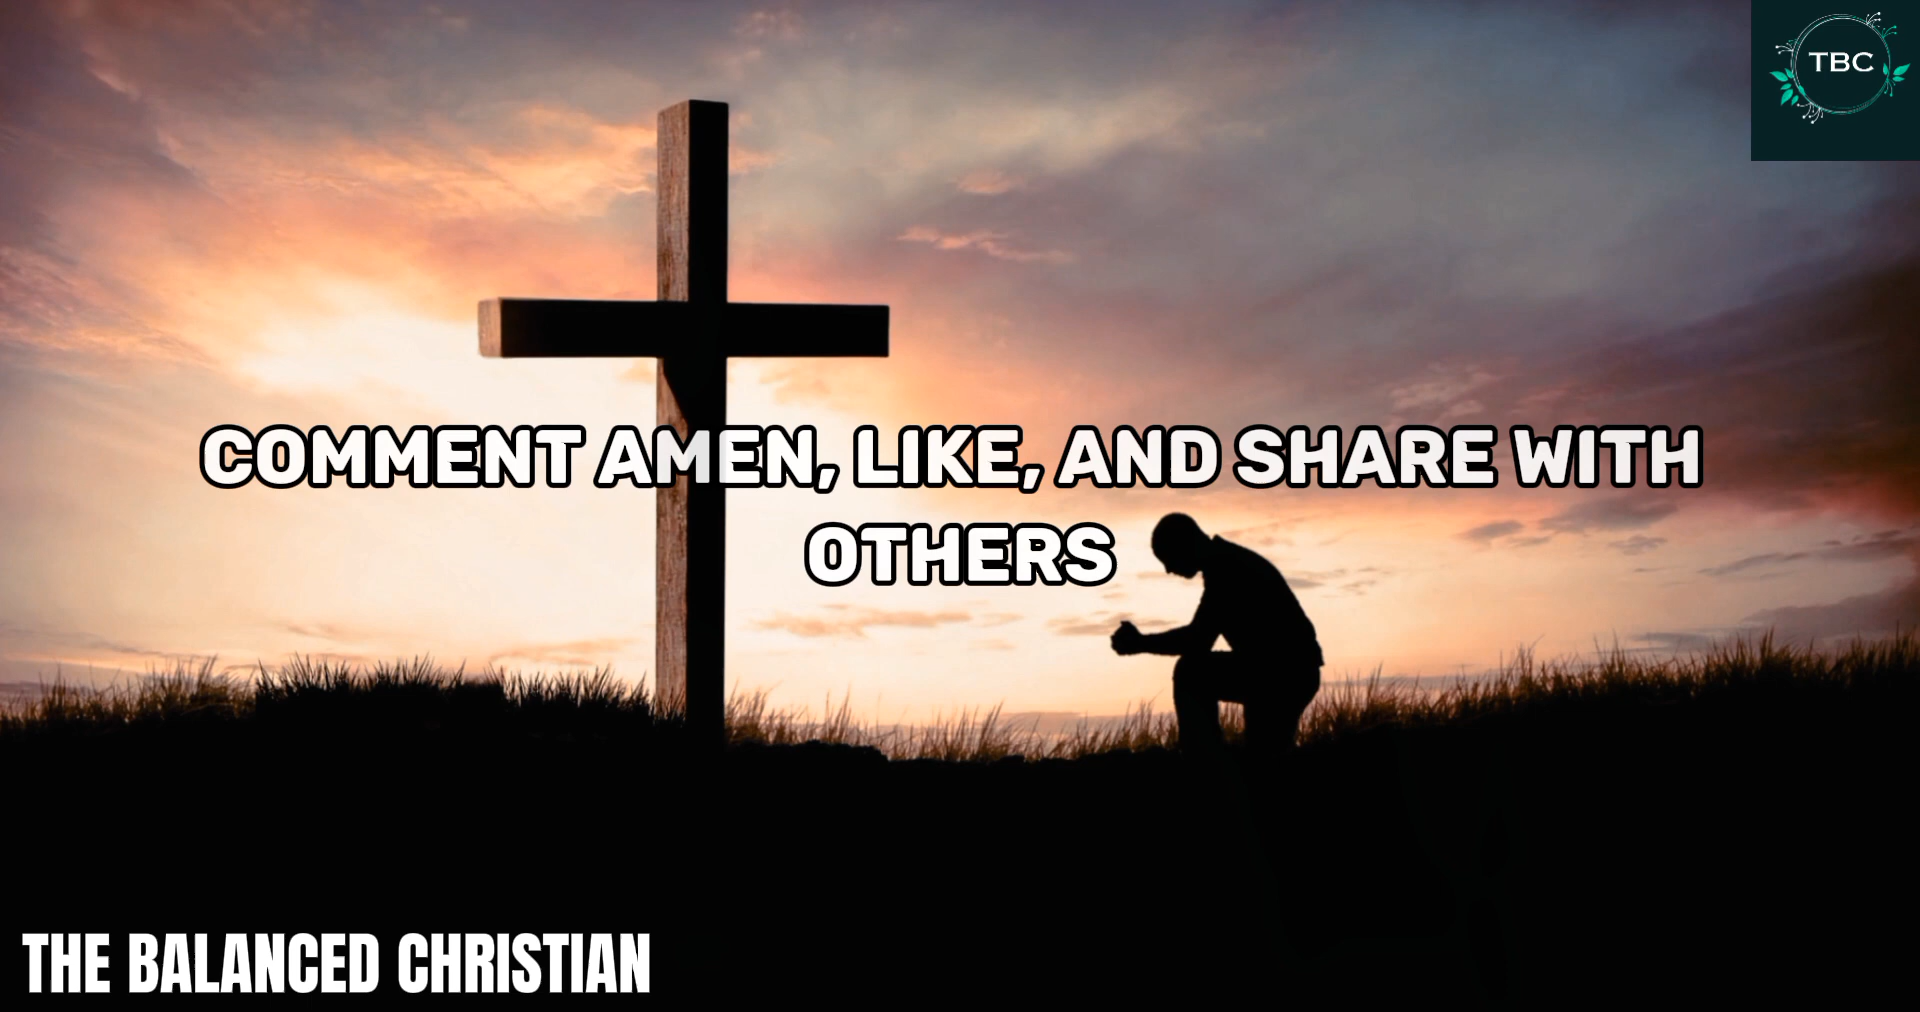 TBC
COMMENT AMEN, LIKE, AND SHARE WITH
OTHERS
THE BALANCED CHRISTIAN